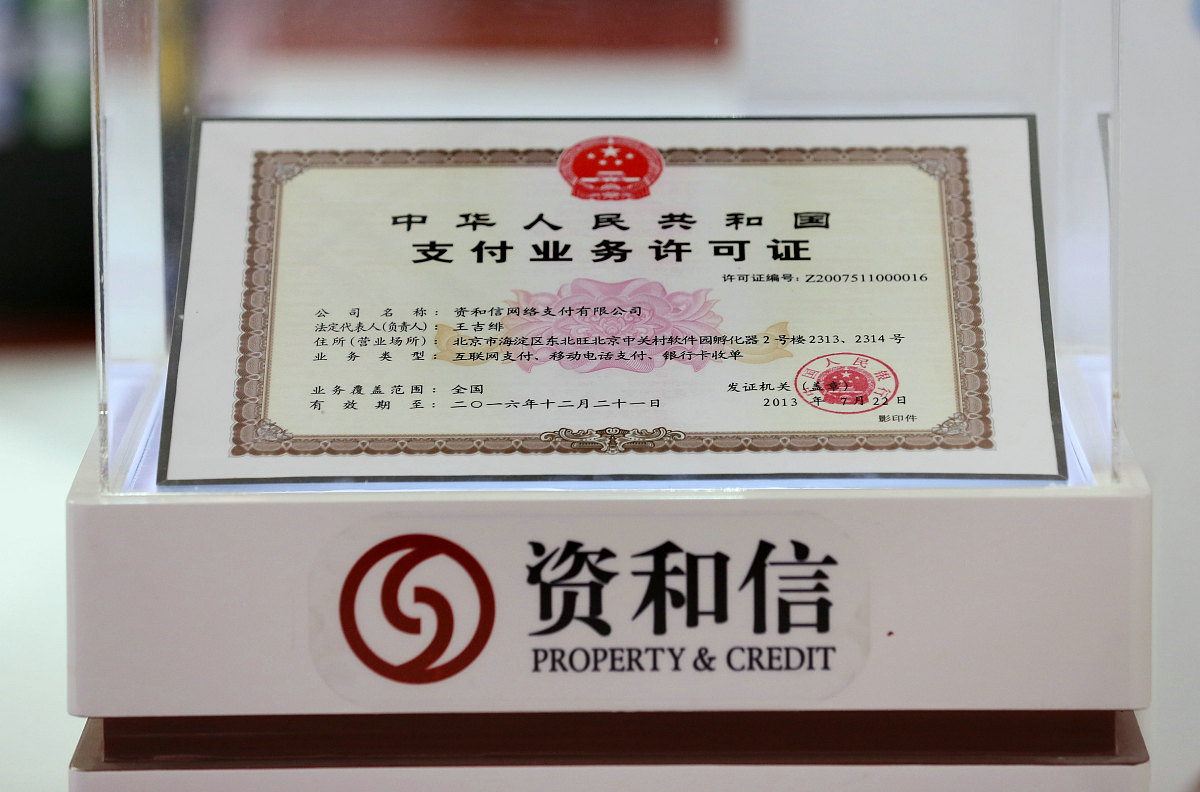 中华人民共和国
支付业务许可证
许可证编号：Z2007511000016
公司名称：资和信网络支付有限公司
法定代表人(负责人)：王吉绯
住所(营业场所)：北京市海淀区东北旺北京中关村软件园孵化器2号楼2313、2314号
业务类型：互联网支付、移动电话支付、银行卡收单
业务覆盖范围：全国
有效期至：二〇一六年十二月二十一日
发证机关(盖章)
2013 年 7月 22日
影印件
资和信
PROPERTY & CREDIT